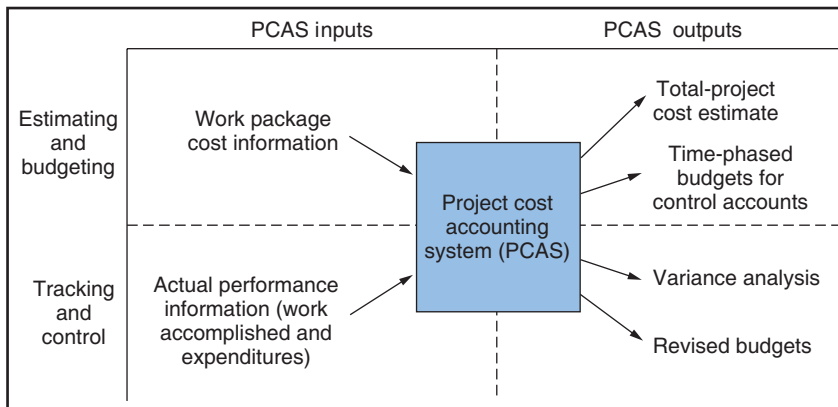 PCAS inputs
PCAS outputs
Estimating
and
budgeting
Work package
cost information
Total-project
cost estimate
Time-phased
budgets for
control accounts
Project cost
accounting
system (PCAS)
Tracking
and
control
Actual performance
information (work
accomplished and
expenditures)
Variance analysis
Revised budgets